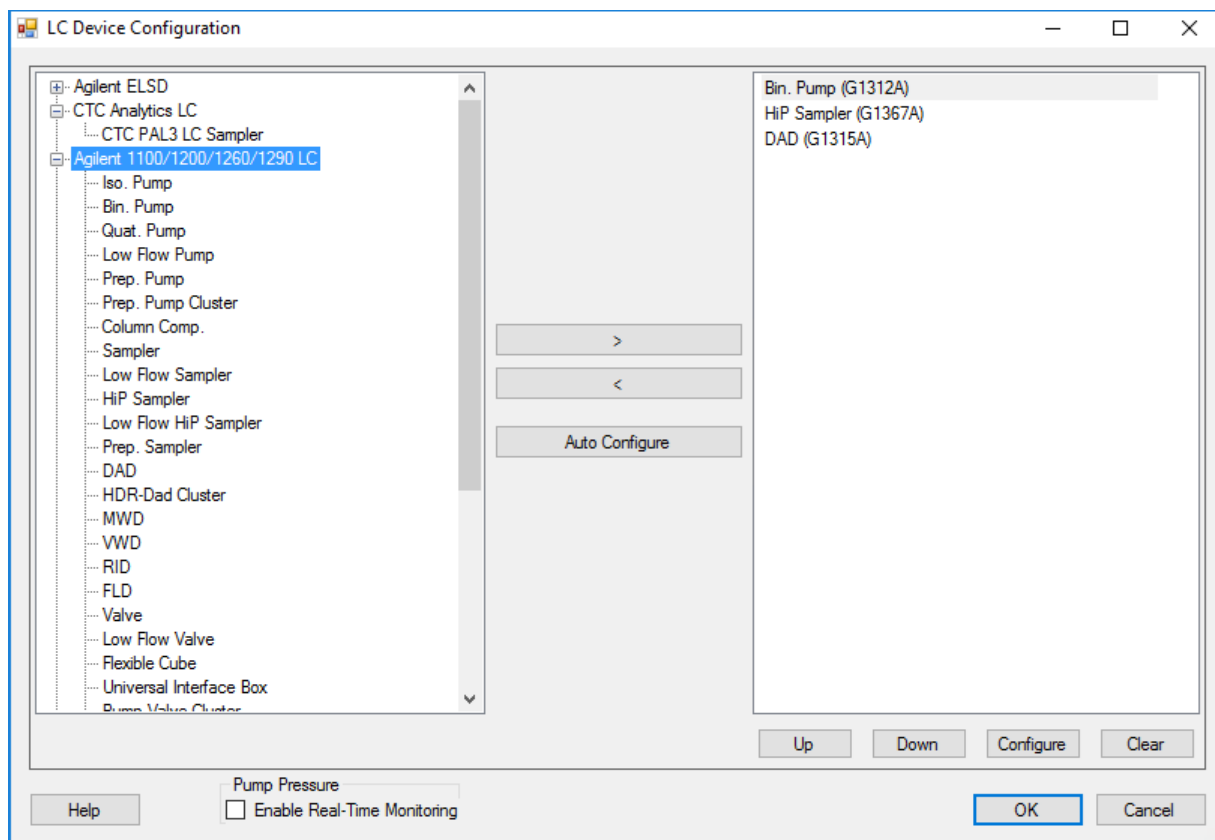 LC Device Configuration
Agilent ELSD
CTC Analytics LC
CTC PAL3 LC Sampler
Agilent 1100/1200/1260/1290 LC
Iso. Pump
Bin. Pump
Quat. Pump
Low Flow Pump
Prep. Pump
Prep. Pump Cluster
Column Comp.
Sampler
Low Flow Sampler
HiP Sampler
Low Flow HiP Sampler
Prep. Sampler
DAD
HDR-Dad Cluster
MWD
VWD
RID
FLD
Valve
Low Flow Valve
Flexible Cube
Universal Interface Box
Pump Valve Cluster
>
<
Auto Configure
Bin. Pump (G1312A)
HiP Sampler (G1367A)
DAD (G1315A)
Up
Down
Configure
Clear
Pump Pressure
Enable Real-Time Monitoring
Help
OK
Cancel